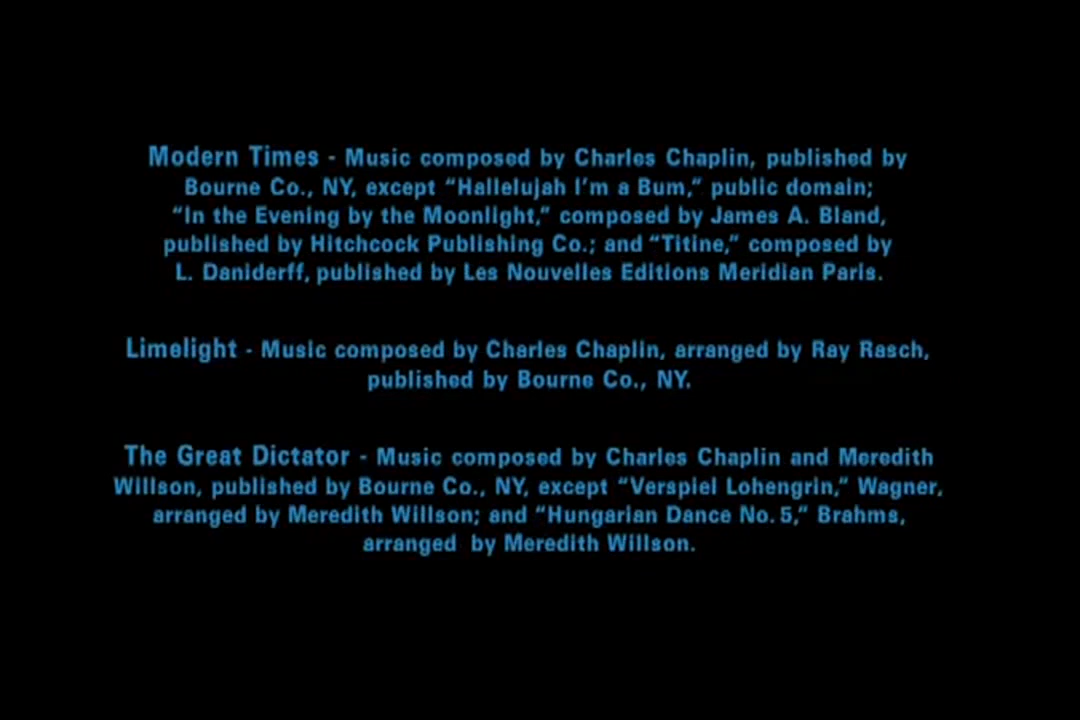 Modern Times - Music composed by Charles Chaplin, published by
Bourne Co., NY, except “Hallelujah I’m a Bum,” public domain;
“In the Evening by the Moonlight,” composed by James A. Bland,
published by Hitchcock Publishing Co.; and “Titine,” composed by
L. Daniderff, published by Les Nouvelles Editions Meridian Paris.
Limelight - Music composed by Charles Chaplin, arranged by Ray Rasch,
published by Bourne Co., NY.
The Great Dictator - Music composed by Charles Chaplin and Meredith
Willson, published by Bourne Co., NY, except “Verspiel Lohengrin,” Wagner,
arranged by Meredith Willson; and “Hungarian Dance No. 5,” Brahms,
arranged by Meredith Willson.